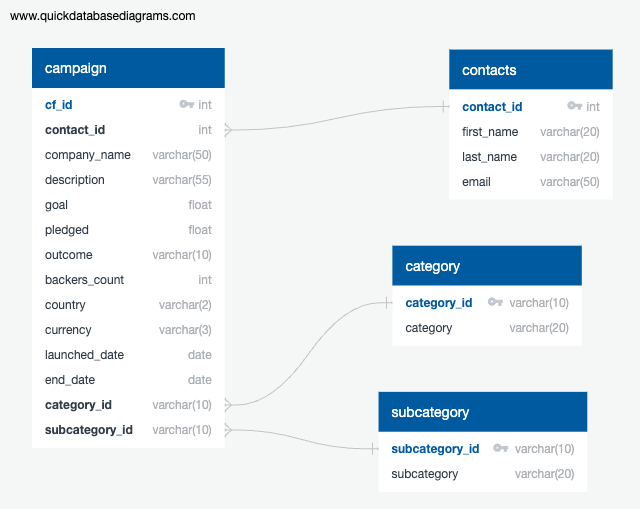 www.quickdatabasediagrams.com
campaign
cf_id int
contact_id int
company_name varchar(50)
description varchar(55)
goal float
pledged float
outcome varchar(10)
backers_count int
country varchar(2)
currency varchar(3)
launched_date date
end_date date
category_id varchar(10)
subcategory_id varchar(10)
contacts
contact_id int
first_name varchar(20)
last_name varchar(20)
email varchar(50)
category
category_id varchar(10)
category varchar(20)
subcategory
subcategory_id varchar(10)
subcategory varchar(20)